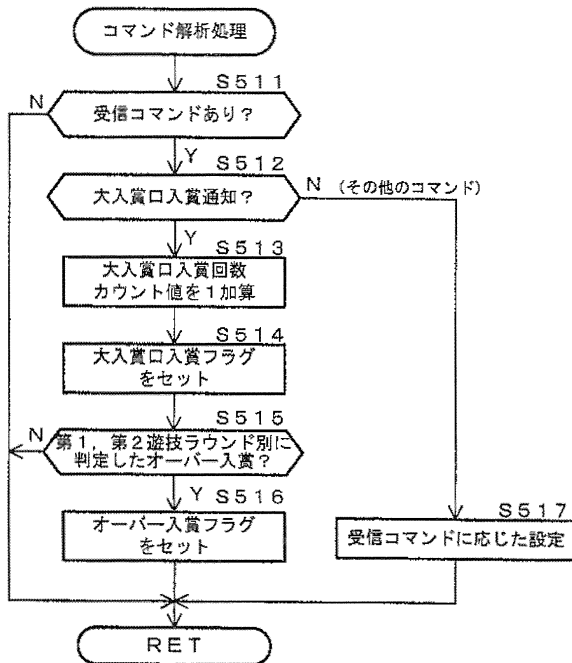 コマンド解析処理
S511
N
受信コマンドあり？
Y
S512
大入賞口入賞通知？
N (その他のコマンド)
Y
S513
大入賞口入賞回数
カウント値を1加算
S514
大入賞口入賞フラグ
をセット
S515
N
第1，第2遊技ラウンド別に
判定したオーバー入賞？
Y
S516
オーバー入賞フラグ
をセット
S517
受信コマンドに応じた設定
RET